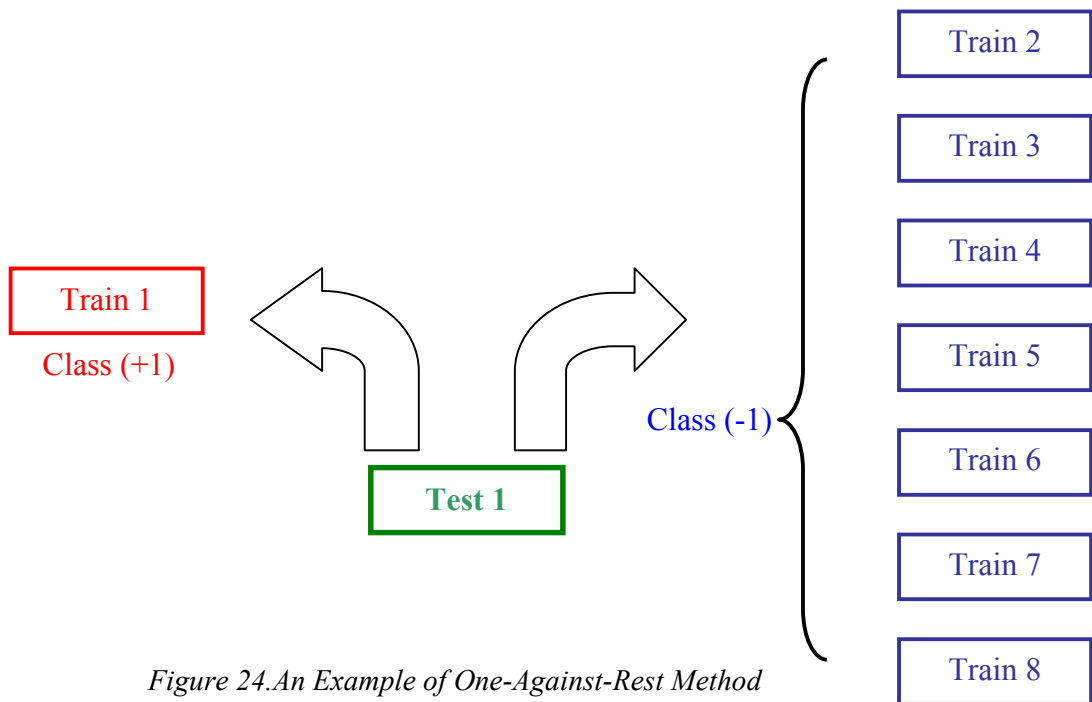 Train 2
Train 3
Train 4
Train 1
Class (+1)
Train 5
Class (-1)
Train 6
Test 1
Train 7
Train 8
Figure 24.An Example of One-Against-Rest Method